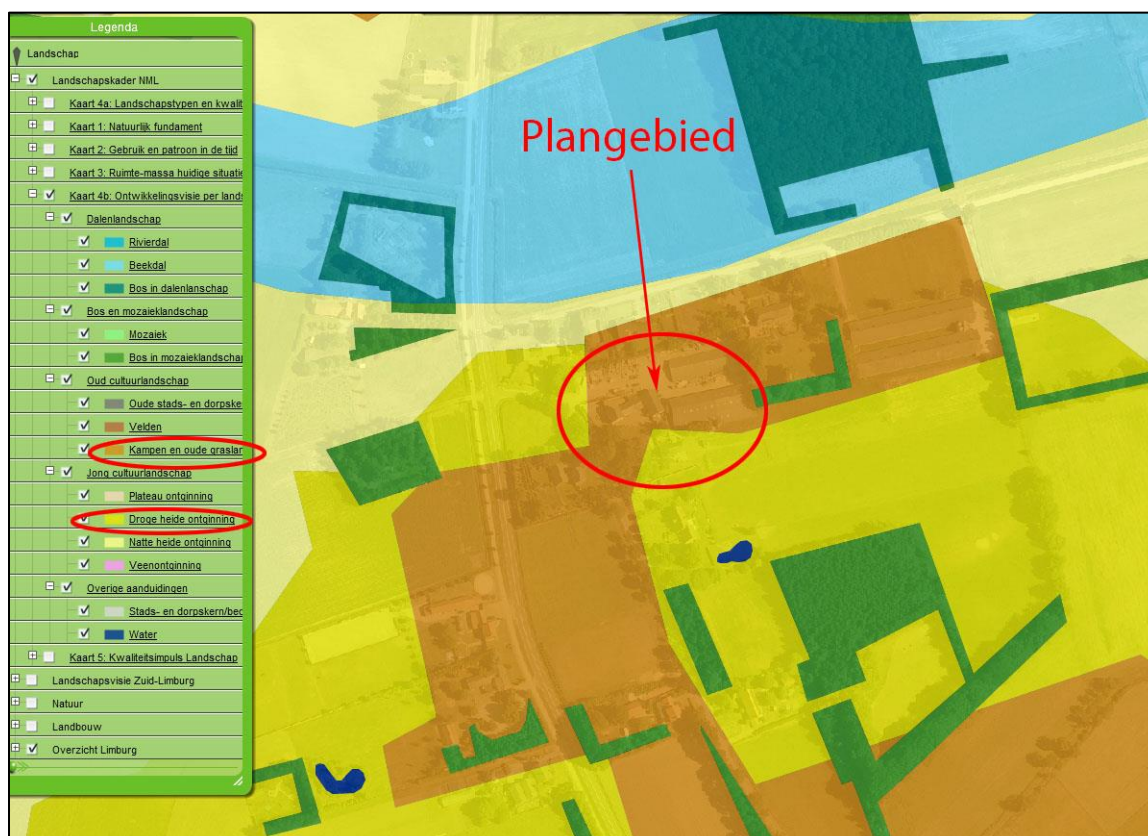 Legenda
Landschap
Landschapskader NML
Kaart 4a: Landschapstypen en kwalit
Kaart 1: Natuurlijk fundament
Kaart 2: Gebruik en patroon in de tijd
Kaart 3: Ruimte-massa huidige situatie
Kaart 4b: Ontwikkelingsvisie per lands
Dalenlandschap
Rivierdal
Beekdal
Bos in dalenlanschap
Bos en mozaieklandschap
Mozaiek
Bos in mozaieklandschap
Oud cultuurlandschap
Oude stads- en dorpske
Velden
Kampen en oude graslar
Jong cultuurlandschap
Plateau ontginning
Droge heide ontginning
Natte heide ontginning
Veenontginning
Overige aanduidingen
Stads- en dorpskern/bec
Water
Kaart 5: Kwaliteitsimpuls Landschap
Landschapsvisie Zuid-Limburg
Natuur
Landbouw
Overzicht Limburg
Plangebied